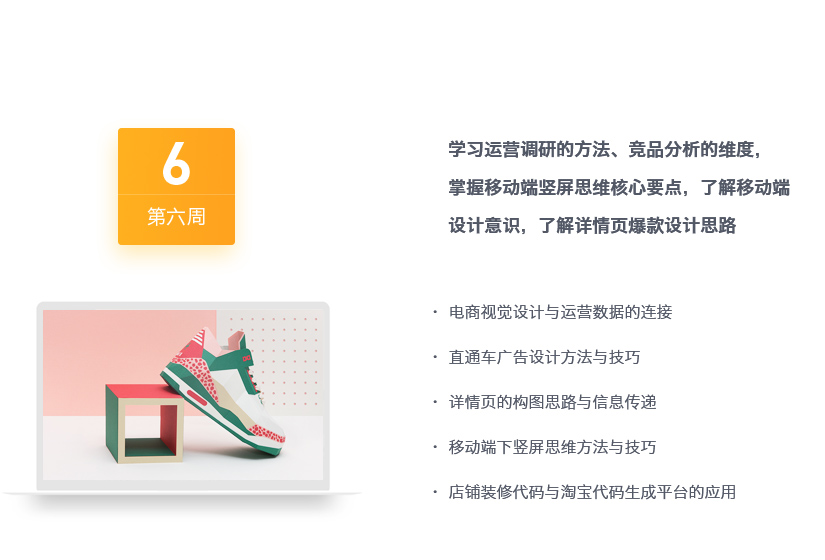 6
第六周
学习运营调研的方法、竞品分析的维度，
掌握移动端竖屏思维核心要点，了解移动端
设计意识，了解详情页爆款设计思路
· 电商视觉设计与运营数据的连接
· 直通车广告设计方法与技巧
· 详情页的构图思路与信息传递
· 移动端下竖屏思维方法与技巧
· 店铺装修代码与淘宝代码生成平台的应用